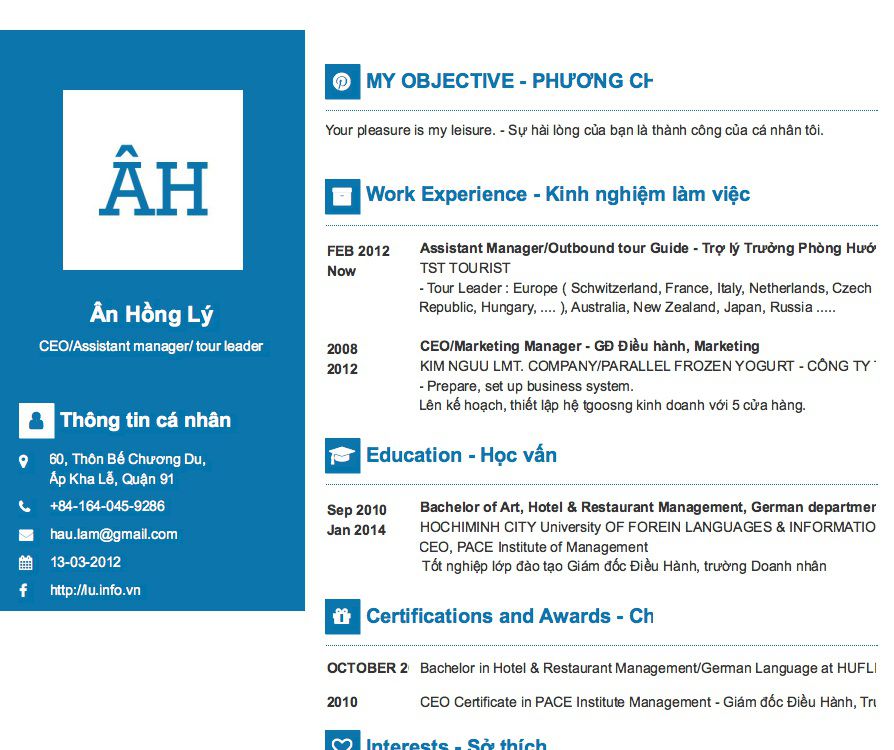 ÂH
Ân Hồng Lý
CEO/Assistant manager/ tour leader
Thông tin cá nhân
60, Thôn Bế Chương Du,
Ấp Kha Lễ, Quận 91
+84-164-045-9286
hau.lam@gmail.com
13-03-2012
http://lu.info.vn
MY OBJECTIVE - PHƯƠNG CH
Your pleasure is my leisure. - Sự hài lòng của bạn là thành công của cá nhân tôi.
Work Experience - Kinh nghiệm làm việc
FEB 2012
Now
Assistant Manager/Outbound tour Guide - Trợ lý Trưởng Phòng Hướ
TST TOURIST
- Tour Leader : Europe ( Schwitzerland, France, Italy, Netherlands, Czech
Republic, Hungary, .... ), Australia, New Zealand, Japan, Russia .....
2008
2012
CEO/Marketing Manager - GĐ Điều hành, Marketing
KIM NGUU LMT. COMPANY/PARALLEL FROZEN YOGURT - CÔNG TY
- Prepare, set up business system.
Lên kế hoạch, thiết lập hệ tgoosng kinh doanh với 5 cửa hàng.
Education - Học vấn
Sep 2010
Jan 2014
Bachelor of Art, Hotel & Restaurant Management, German departmer
HOCHIMINH CITY University OF FOREIN LANGUAGES & INFORMATIO
CEO, PACE Institute of Management
Tốt nghiệp lớp đào tạo Giám đốc Điều Hành, trường Doanh nhân
Certifications and Awards - Ch
OCTOBER 2
Bachelor in Hotel & Restaurant Management/German Language at HUFLI
2010
CEO Certificate in PACE Institute Management - Giám đốc Điều Hành, Trư
Interests - Sở thích